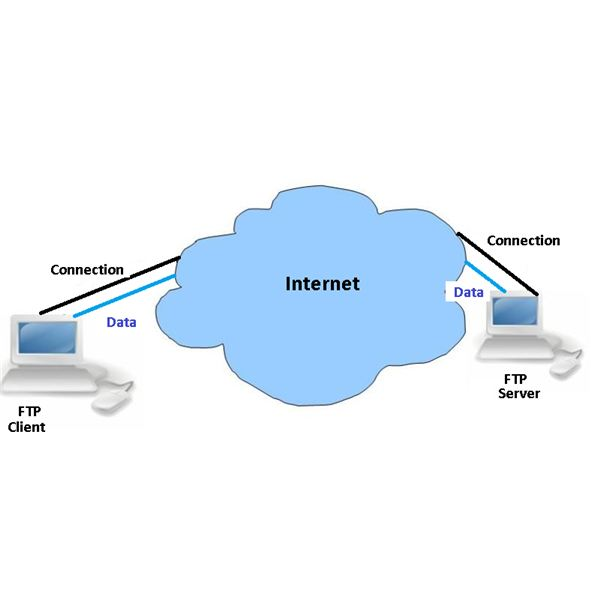 Connection
Connection
Internet
Data
Data
FTP
Server
FTP
Client